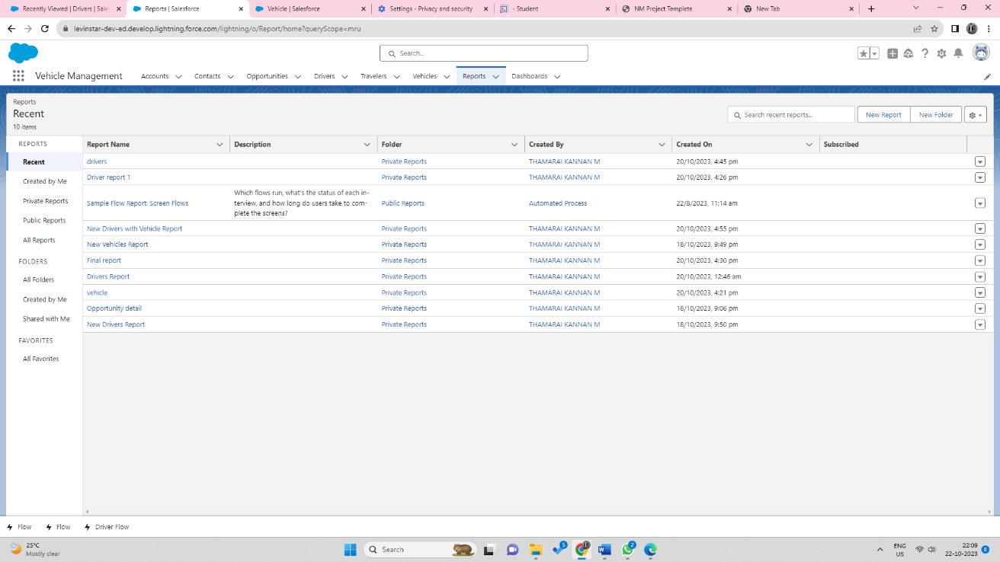 Recently Viewed | Drivers | Sale
Reports | Salesforce
Vehicle | Salesforce
Settings - Privacy and security
- Student
NM Project Templete
New Tab
levinstar-dev-ed.develop.lightning.force.com/lightning/o/Report/home?queryScope=mru
Search...
Vehicle Management
Accounts
Contacts
Opportunities
Drivers
Travelers
Vehicles
Reports
Dashboards
Reports
Recent
10 items
Search recent reports...
New Report
New Folder
REPORTS
Recent
Created by Me
Private Reports
Public Reports
All Reports
FOLDERS
All Folders
Created by Me
Shared with Me
FAVORITES
All Favorites
Report Name Description Folder Created By Created On Subscribed
drivers Private Reports THAMARAI KANNAN M 20/10/2023, 4:45 pm
Driver report 1 Private Reports THAMARAI KANNAN M 20/10/2023, 4:26 pm
Which flows run, what's the status of each in-
Sample Flow Report: Screen Flows terview, and how long do users take to com- Public Reports Automated Process 22/8/2023, 11:14 am
plete the screens?
New Drivers with Vehicle Report Private Reports THAMARAI KANNAN M 20/10/2023, 4:55 pm
New Vehicles Report Private Reports THAMARAI KANNAN M 18/10/2023, 9:49 pm
Final report Private Reports THAMARAI KANNAN M 20/10/2023, 4:30 pm
Drivers Report Private Reports THAMARAI KANNAN M 20/10/2023, 12:46 am
vehicle Private Reports THAMARAI KANNAN M 20/10/2023, 4:21 pm
Opportunity detail Private Reports THAMARAI KANNAN M 18/10/2023, 9:06 pm
New Drivers Report Private Reports THAMARAI KANNAN M 18/10/2023, 9:50 pm
Flow
Flow
Driver Flow
25°C
Mostly clear
Search
5
2
ENG
US
22:09
22-10-2023
8